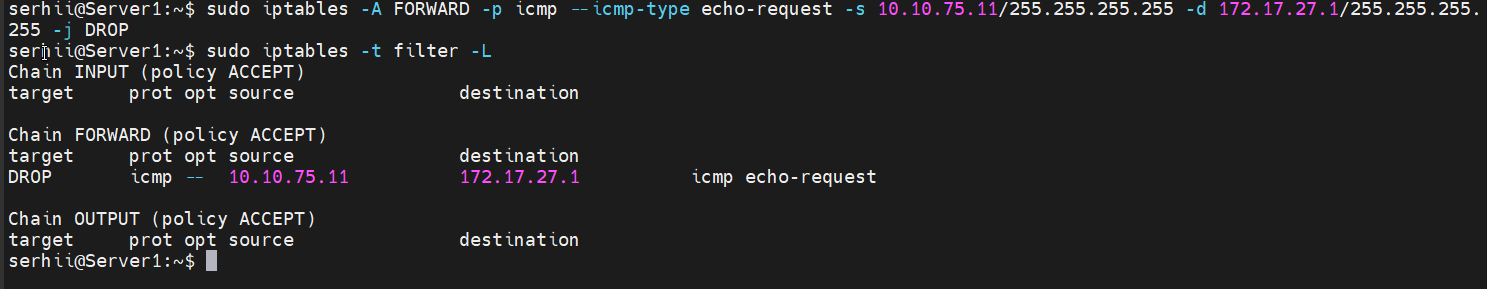 serhii@Server1:~$ sudo iptables -A FORWARD -p icmp --icmp-type echo-request -s 10.10.75.11/255.255.255.255 -d 172.17.27.1/255.255.255.
255 -j DROP
serhii@Server1:~$ sudo iptables -t filter -L
Chain INPUT (policy ACCEPT)
target     prot opt source               destination

Chain FORWARD (policy ACCEPT)
target     prot opt source               destination
DROP       icmp --  10.10.75.11          172.17.27.1          icmp echo-request

Chain OUTPUT (policy ACCEPT)
target     prot opt source               destination
serhii@Server1:~$